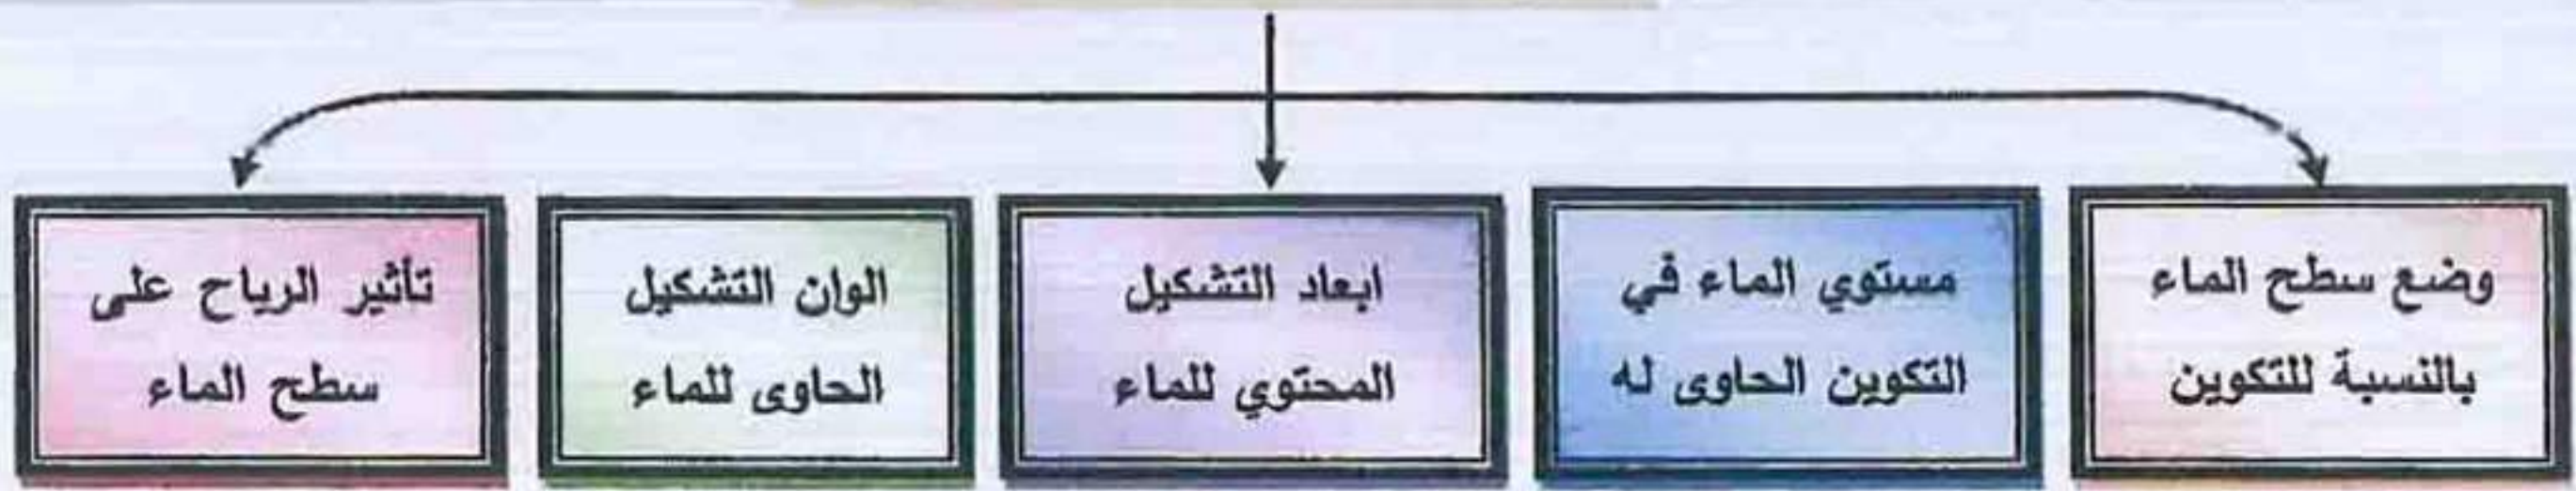 وضع سطح الماء
بالنسبة للتكوين
مستوي الماء في
التكوين الحاوى له
ابعاد التشكيل
المحتوي للماء
الوان التشكيل
الحاوى للماء
تأثير الرياح على
سطح الماء